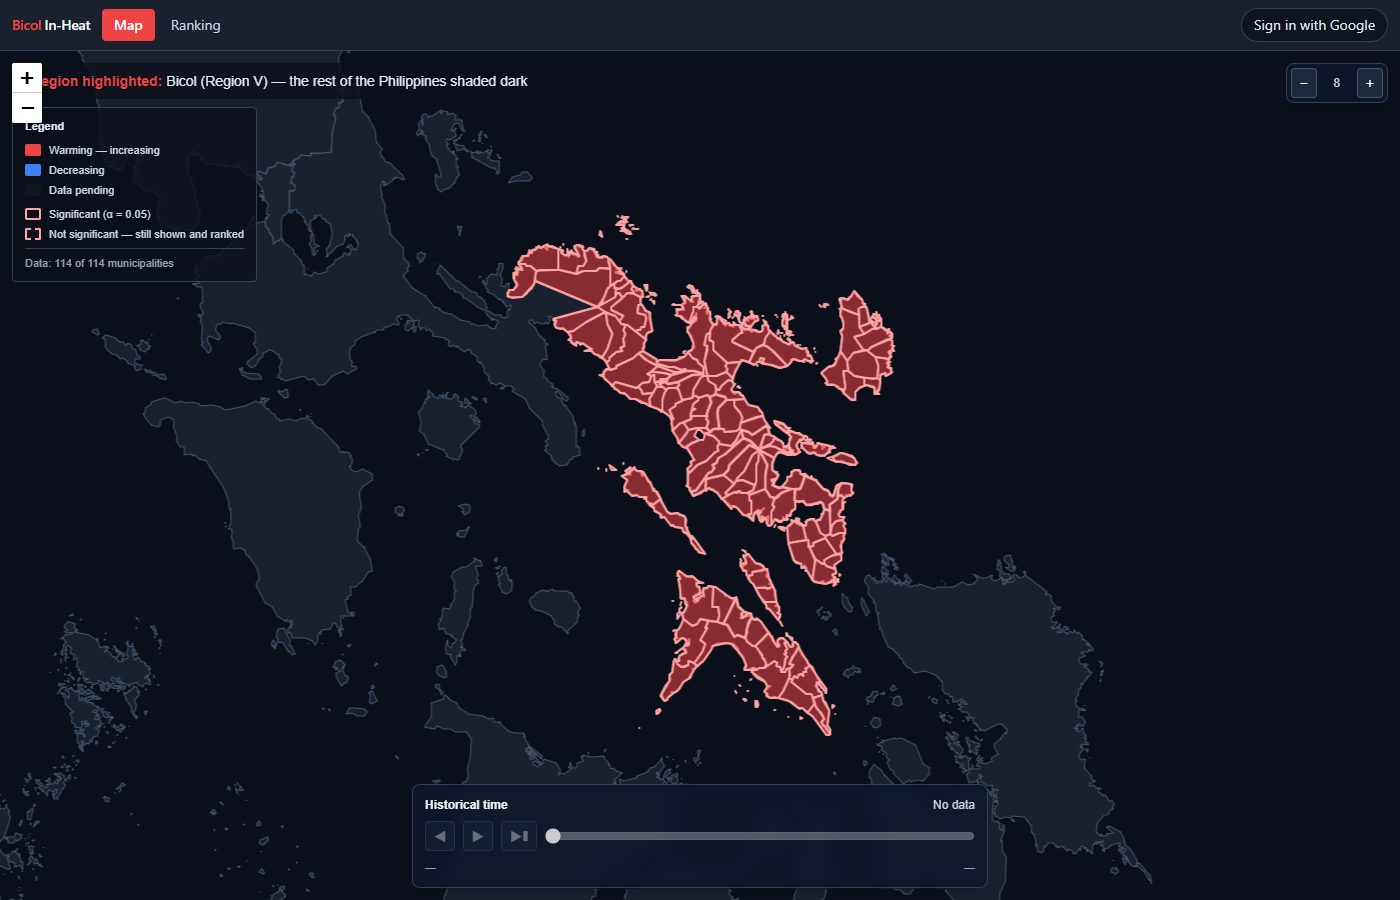 Bicol In-Heat
Map
Ranking
Sign in with Google
+
−
egion highlighted: Bicol (Region V) — the rest of the Philippines shaded dark
− 8 +
Legend
Warming — increasing
Decreasing
Data pending
Significant (α = 0.05)
Not significant — still shown and ranked
Data: 114 of 114 municipalities
Historical time
No data
—
—